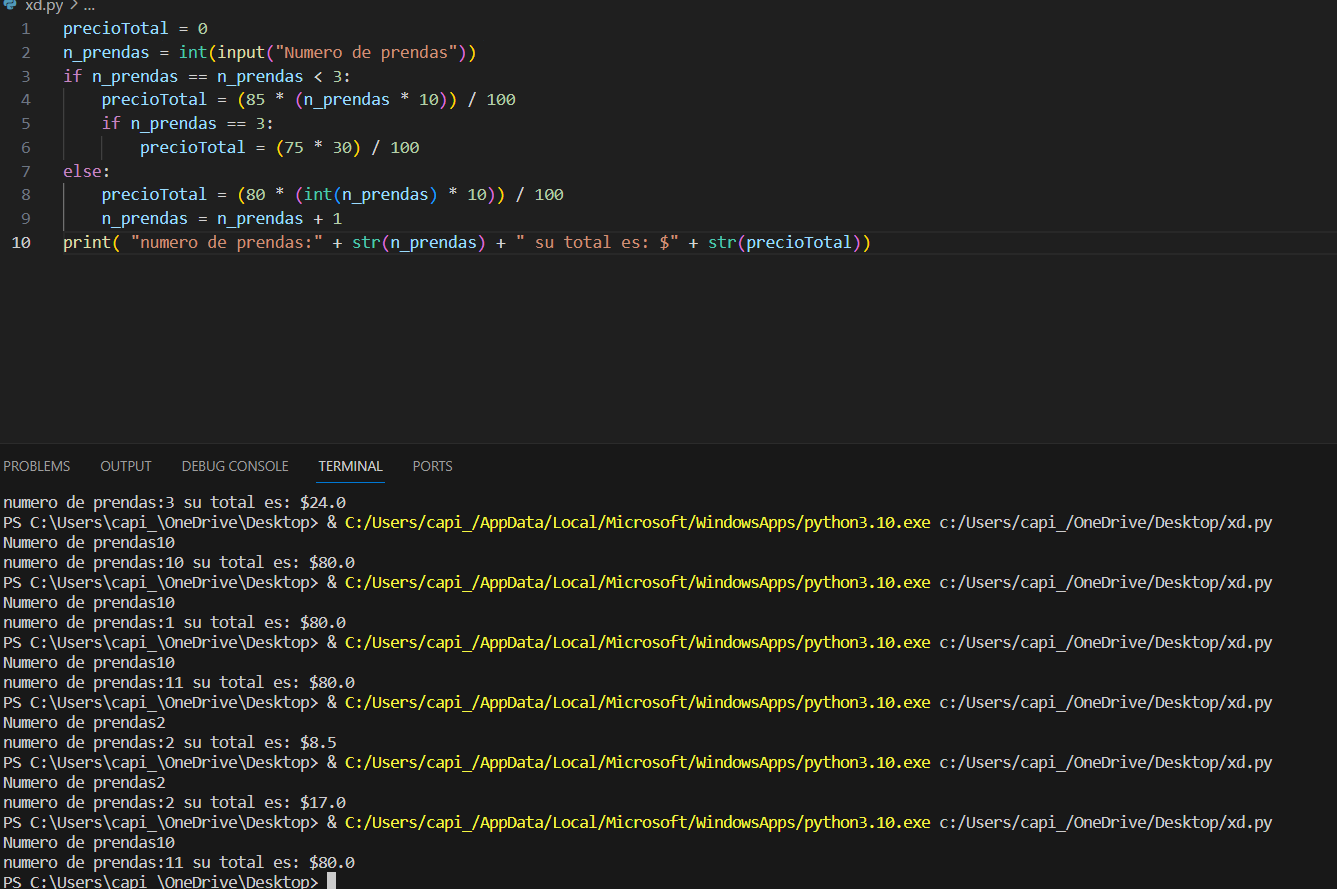 xd.py > ...
1 precioTotal = 0
2 n_prendas = int(input("Numero de prendas"))
3 if n_prendas == n_prendas < 3:
4 precioTotal = (85 * (n_prendas * 10)) / 100
5 if n_prendas == 3:
6 precioTotal = (75 * 30) / 100
7 else:
8 precioTotal = (80 * (int(n_prendas) * 10)) / 100
9 n_prendas = n_prendas + 1
10 print( "numero de prendas:" + str(n_prendas) + " su total es: $" + str(precioTotal))
PROBLEMS OUTPUT DEBUG CONSOLE TERMINAL PORTS
numero de prendas:3 su total es: $24.0
PS C:\Users\capi_\OneDrive\Desktop> & C:/Users/capi_/AppData/Local/Microsoft/WindowsApps/python3.10.exe c:/Users/capi_/OneDrive/Desktop/xd.py
Numero de prendas10
numero de prendas:10 su total es: $80.0
PS C:\Users\capi_\OneDrive\Desktop> & C:/Users/capi_/AppData/Local/Microsoft/WindowsApps/python3.10.exe c:/Users/capi_/OneDrive/Desktop/xd.py
Numero de prendas10
numero de prendas:1 su total es: $80.0
PS C:\Users\capi_\OneDrive\Desktop> & C:/Users/capi_/AppData/Local/Microsoft/WindowsApps/python3.10.exe c:/Users/capi_/OneDrive/Desktop/xd.py
Numero de prendas10
numero de prendas:11 su total es: $80.0
PS C:\Users\capi_\OneDrive\Desktop> & C:/Users/capi_/AppData/Local/Microsoft/WindowsApps/python3.10.exe c:/Users/capi_/OneDrive/Desktop/xd.py
Numero de prendas2
numero de prendas:2 su total es: $8.5
PS C:\Users\capi_\OneDrive\Desktop> & C:/Users/capi_/AppData/Local/Microsoft/WindowsApps/python3.10.exe c:/Users/capi_/OneDrive/Desktop/xd.py
Numero de prendas2
numero de prendas:2 su total es: $17.0
PS C:\Users\capi_\OneDrive\Desktop> & C:/Users/capi_/AppData/Local/Microsoft/WindowsApps/python3.10.exe c:/Users/capi_/OneDrive/Desktop/xd.py
Numero de prendas10
numero de prendas:11 su total es: $80.0
PS C:\Users\capi_\OneDrive\Desktop>